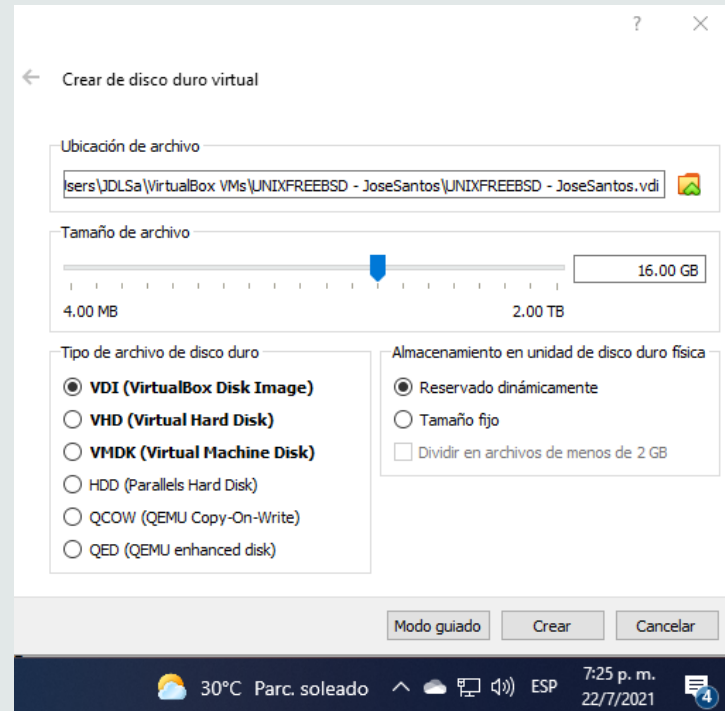 Crear de disco duro virtual
Ubicación de archivo
Isers\JDLSa\VirtualBox VMs\UNIXFREEBSD - JoseSantos\UNIXFREEBSD - JoseSantos.vdi
Tamaño de archivo
16.00 GB
4.00 MB 2.00 TB
Tipo de archivo de disco duro
VDI (VirtualBox Disk Image)
VHD (Virtual Hard Disk)
VMDK (Virtual Machine Disk)
HDD (Parallels Hard Disk)
QCOW (QEMU Copy-On-Write)
QED (QEMU enhanced disk)
Almacenamiento en unidad de disco duro física
Reservado dinámicamente
Tamaño fijo
Dividir en archivos de menos de 2 GB
Modo guiado Crear Cancelar
30°C Parc. soleado ESP 7:25 p. m.
22/7/2021
4